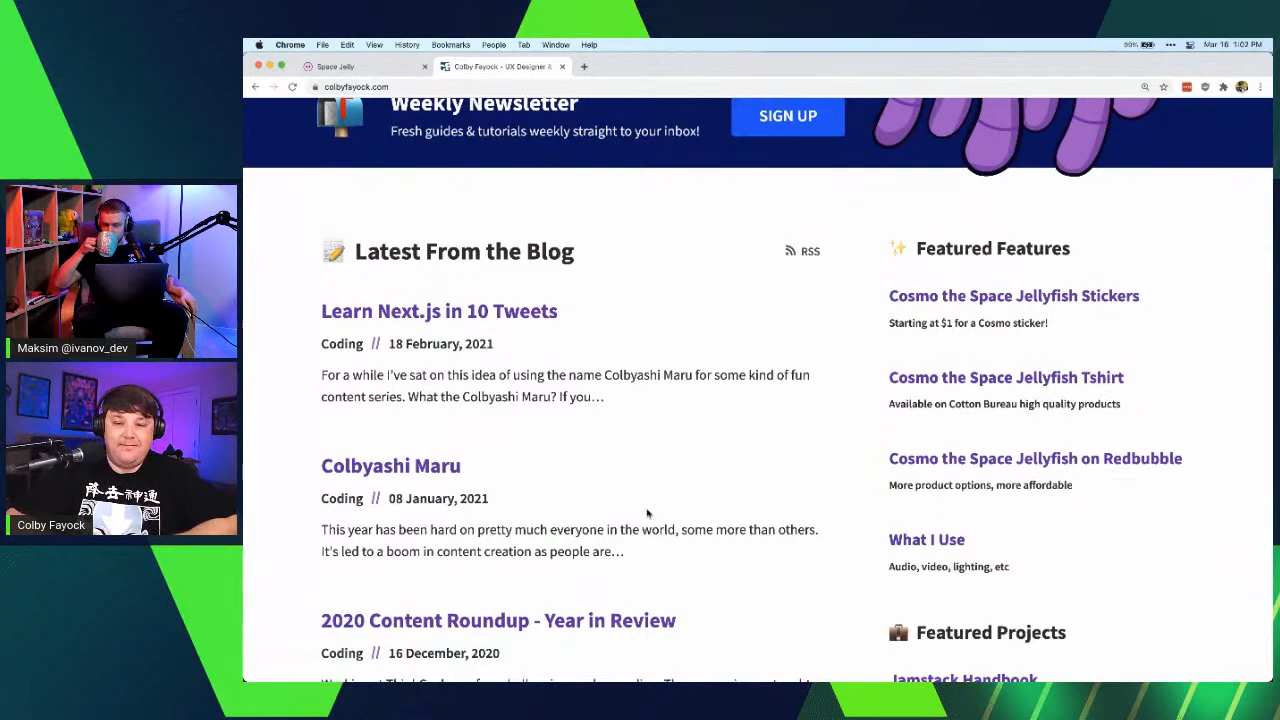 Chrome File Edit View History Bookmarks People Tab Window Help
99% Mar 16 1:02 PM
Space Jelly
Colby Fayock - UX Designer &
colbyfayock.com
Weekly Newsletter
Fresh guides & tutorials weekly straight to your inbox!
SIGN UP
Latest From the Blog
RSS
Learn Next.js in 10 Tweets
Coding // 18 February, 2021
For a while I've sat on this idea of using the name Colbyashi Maru for some kind of fun
content series. What the Colbyashi Maru? If you…
Colbyashi Maru
Coding // 08 January, 2021
This year has been hard on pretty much everyone in the world, some more than others.
It's led to a boom in content creation as people are…
2020 Content Roundup - Year in Review
Coding // 16 December, 2020
Featured Features
Cosmo the Space Jellyfish Stickers
Starting at $1 for a Cosmo sticker!
Cosmo the Space Jellyfish Tshirt
Available on Cotton Bureau high quality products
Cosmo the Space Jellyfish on Redbubble
More product options, more affordable
What I Use
Audio, video, lighting, etc
Featured Projects
Jamstack Handbook
Maksim @ivanov_dev
降去神通
Colby Fayock